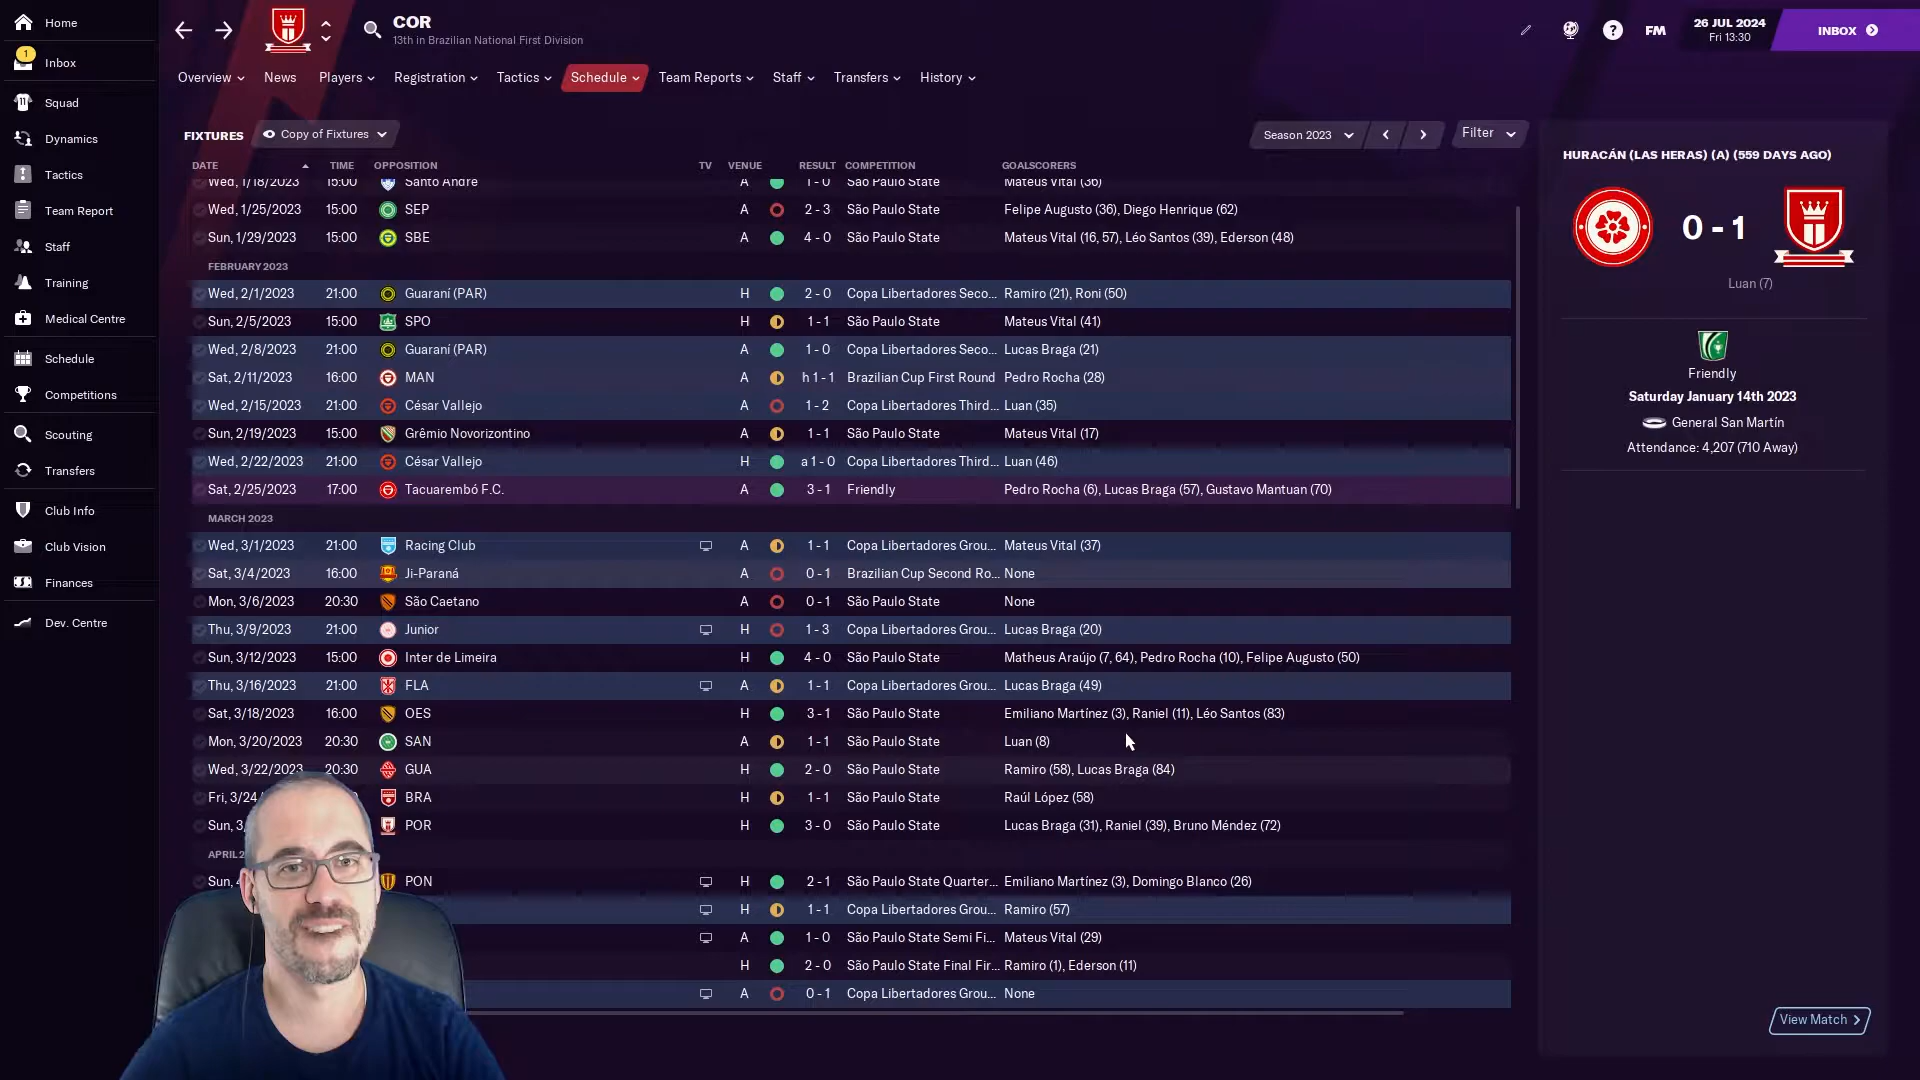 Home
1
Inbox
Squad
Dynamics
Tactics
Team Report
Staff
Training
Medical Centre
Schedule
Competitions
Scouting
Transfers
Club Info
Club Vision
Finances
Dev. Centre
COR
13th in Brazilian National First Division
FM
26 JUL 2024
Fri 13:30
INBOX
Overview News Players Registration Tactics Schedule Team Reports Staff Transfers History
FIXTURES Copy of Fixtures Season 2023 Filter
DATE TIME OPPOSITION TV VENUE RESULT COMPETITION GOALSCORERS
Wed, 1/18/2023 15:00 Santo André A 1 - 0 São Paulo State Mateus Vital (36)
Wed, 1/25/2023 15:00 SEP A 2 - 3 São Paulo State Felipe Augusto (36), Diego Henrique (62)
Sun, 1/29/2023 15:00 SBE A 4 - 0 São Paulo State Mateus Vital (16, 57), Léo Santos (39), Ederson (48)
FEBRUARY 2023
Wed, 2/1/2023 21:00 Guaraní (PAR) H 2 - 0 Copa Libertadores Seco... Ramiro (21), Roni (50)
Sun, 2/5/2023 15:00 SPO H 1 - 1 São Paulo State Mateus Vital (41)
Wed, 2/8/2023 21:00 Guaraní (PAR) A 1 - 0 Copa Libertadores Seco... Lucas Braga (21)
Sat, 2/11/2023 16:00 MAN A h 1 - 1 Brazilian Cup First Round Pedro Rocha (28)
Wed, 2/15/2023 21:00 César Vallejo A 1 - 2 Copa Libertadores Third... Luan (35)
Sun, 2/19/2023 15:00 Grêmio Novorizontino A 1 - 1 São Paulo State Mateus Vital (17)
Wed, 2/22/2023 21:00 César Vallejo H a 1 - 0 Copa Libertadores Third... Luan (46)
Sat, 2/25/2023 17:00 Tacuarembó F.C. A 3 - 1 Friendly Pedro Rocha (6), Lucas Braga (57), Gustavo Mantuan (70)
MARCH 2023
Wed, 3/1/2023 21:00 Racing Club A 1 - 1 Copa Libertadores Grou... Mateus Vital (37)
Sat, 3/4/2023 16:00 Ji-Paraná A 0 - 1 Brazilian Cup Second Ro... None
Mon, 3/6/2023 20:30 São Caetano A 0 - 1 São Paulo State None
Thu, 3/9/2023 21:00 Junior H 1 - 3 Copa Libertadores Grou... Lucas Braga (20)
Sun, 3/12/2023 15:00 Inter de Limeira H 4 - 0 São Paulo State Matheus Araújo (7, 64), Pedro Rocha (10), Felipe Augusto (50)
Thu, 3/16/2023 21:00 FLA A 1 - 1 Copa Libertadores Grou... Lucas Braga (49)
Sat, 3/18/2023 16:00 OES H 3 - 1 São Paulo State Emiliano Martínez (3), Raniel (11), Léo Santos (83)
Mon, 3/20/2023 20:30 SAN A 1 - 1 São Paulo State Luan (8)
Wed, 3/22/2023 20:30 GUA H 2 - 0 São Paulo State Ramiro (58), Lucas Braga (84)
Fri, 3/24/ BRA H 1 - 1 São Paulo State Raúl López (58)
Sun, 3/ POR H 3 - 0 São Paulo State Lucas Braga (31), Raniel (39), Bruno Méndez (72)
APRIL 2
Sun, 4 PON H 2 - 1 São Paulo State Quarter... Emiliano Martínez (3), Domingo Blanco (26)
H 1 - 1 Copa Libertadores Grou... Ramiro (57)
A 1 - 0 São Paulo State Semi Fi... Mateus Vital (29)
H 2 - 0 São Paulo State Final Fir... Ramiro (1), Ederson (11)
A 0 - 1 Copa Libertadores Grou... None
HURACÁN (LAS HERAS) (A) (559 DAYS AGO)
0 - 1
Luan (7)
Friendly
Saturday January 14th 2023
General San Martín
Attendance: 4,207 (710 Away)
View Match